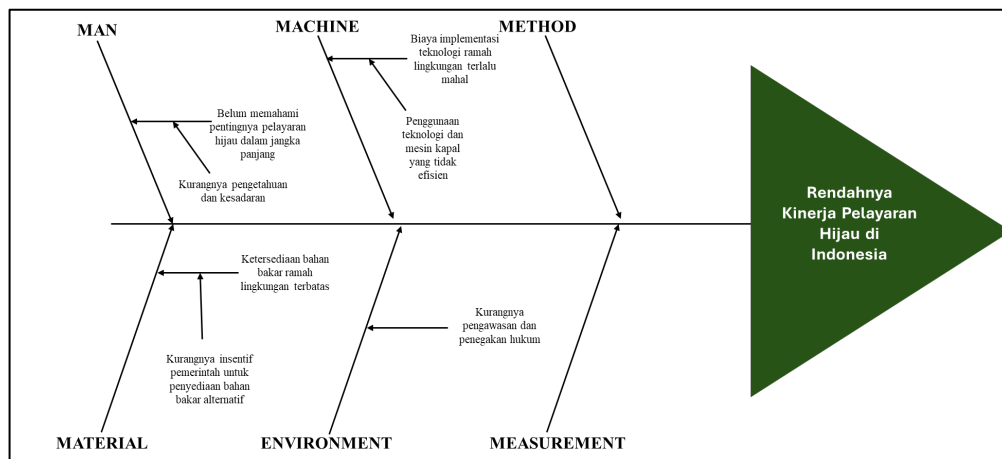 MAN
MACHINE
METHOD
Biaya implementasi
teknologi ramah
lingkungan terlalu
mahal
Belum memahami
pentingnya pelayaran
hijau dalam jangka
panjang
Penggunaan
teknologi dan
mesin kapal
yang tidak
efisien
Kurangnya pengetahuan
dan kesadaran
Rendahnya
Kinerja Pelayaran
Hijau di
Indonesia
Ketersediaan bahan
bakar ramah
lingkungan terbatas
Kurangnya
pengawasan dan
penegakan hukum
Kurangnya insentif
pemerintah untuk
penyediaan bahan
bakar alternatif
MATERIAL
ENVIRONMENT
MEASUREMENT